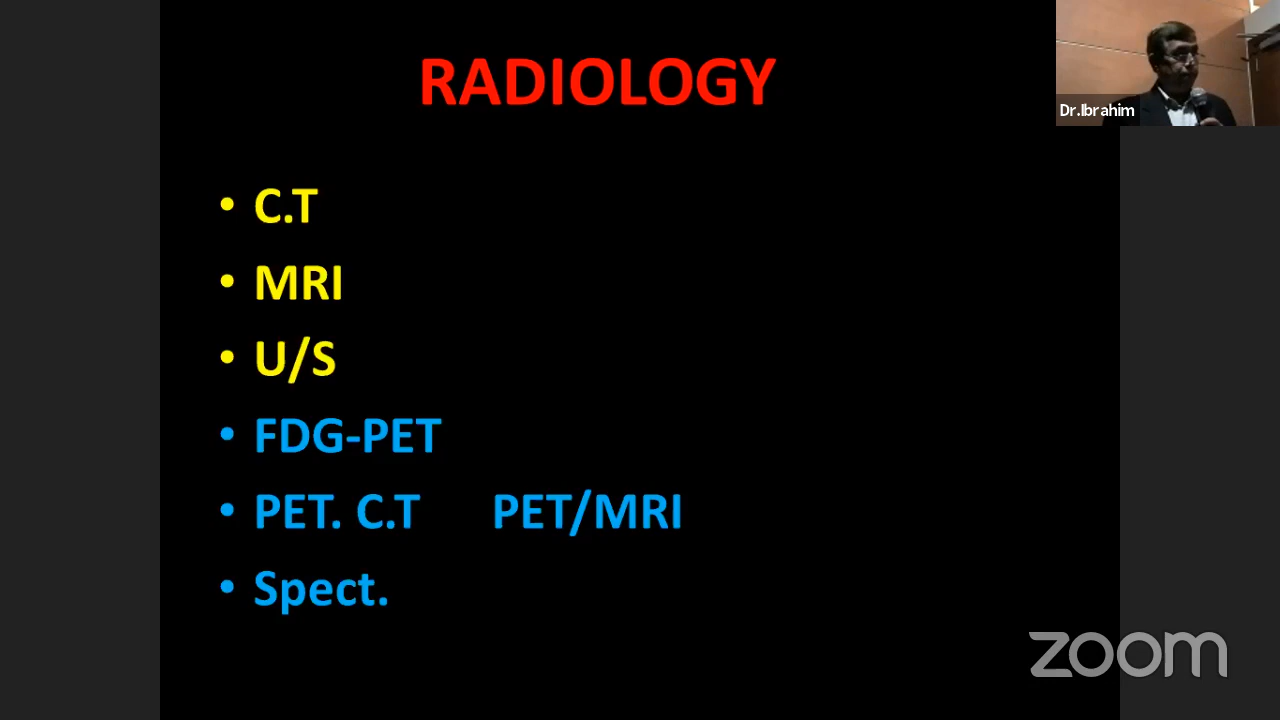 RADIOLOGY
Dr.Ibrahim
• C.T
• MRI
• U/S
• FDG-PET
• PET. C.T PET/MRI
• Spect.
zoom